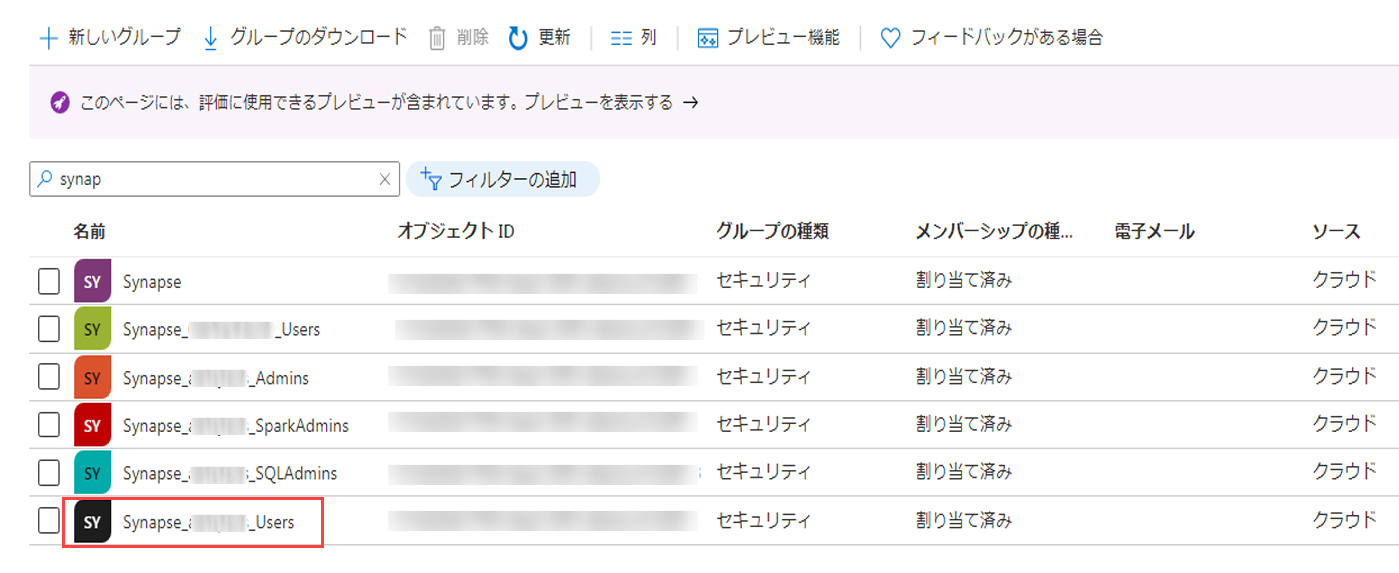 新しいグループ グループのダウンロード 削除 更新 列 プレビュー機能 フィードバックがある場合
このページには、評価に使用できるプレビューが含まれています。プレビューを表示する →
synap フィルターの追加
名前 オブジェクト ID グループの種類 メンバーシップの種... 電子メール ソース
SY Synapse セキュリティ 割り当て済み クラウド
SY Synapse_ _Users セキュリティ 割り当て済み クラウド
SY Synapse_ _Admins セキュリティ 割り当て済み クラウド
SY Synapse_ _SparkAdmins セキュリティ 割り当て済み クラウド
SY Synapse_ _SQLAdmins セキュリティ 割り当て済み クラウド
SY Synapse_ _Users セキュリティ 割り当て済み クラウド